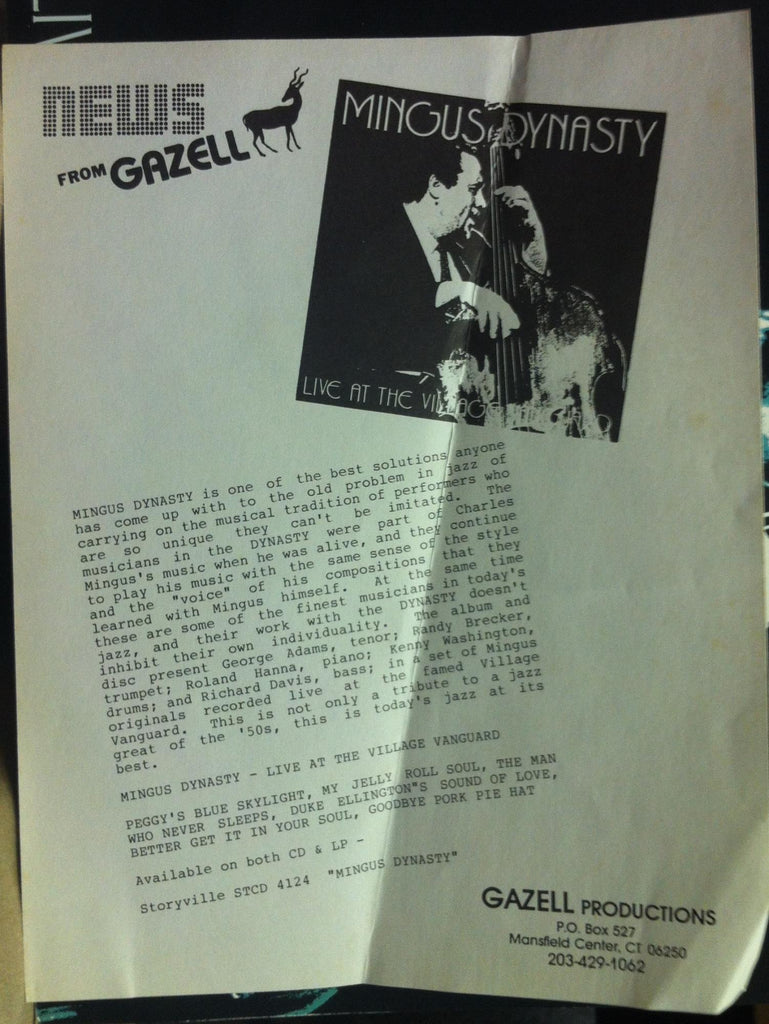 NEWS
FROM GAZELL
MINGUS DYNASTY
LIVE AT THE VILLAGE VANGUARD
MINGUS DYNASTY is one of the best solutions anyone
has come up with to the old problem in jazz of
carrying on the musical tradition of performers who
are so unique they can't be imitated. The
musicians in the DYNASTY were part of Charles
Mingus's music when he was alive, and they continue
to play his music with the same sense of the style
and the "voice" of his compositions that they
learned with Mingus himself. At the same time
these are some of the finest musicians in today's
jazz, and their work with the DYNASTY doesn't
inhibit their own individuality. The album and
disc present George Adams, tenor; Randy Brecker,
trumpet; Roland Hanna, piano; Kenny Washington,
drums; and Richard Davis, bass; in a set of Mingus
originals recorded live at the famed Village
Vanguard. This is not only a tribute to a jazz
great of the '50s, this is today's jazz at its
best.
MINGUS DYNASTY - LIVE AT THE VILLAGE VANGUARD
PEGGY'S BLUE SKYLIGHT, MY JELLY ROLL SOUL, THE MAN
WHO NEVER SLEEPS, DUKE ELLINGTON"S SOUND OF LOVE,
BETTER GET IT IN YOUR SOUL, GOODBYE PORK PIE HAT
Available on both CD & LP -
Storyville STCD 4124 "MINGUS DYNASTY"
GAZELL PRODUCTIONS
P.O. Box 527
Mansfield Center, CT 06250
203-429-1062